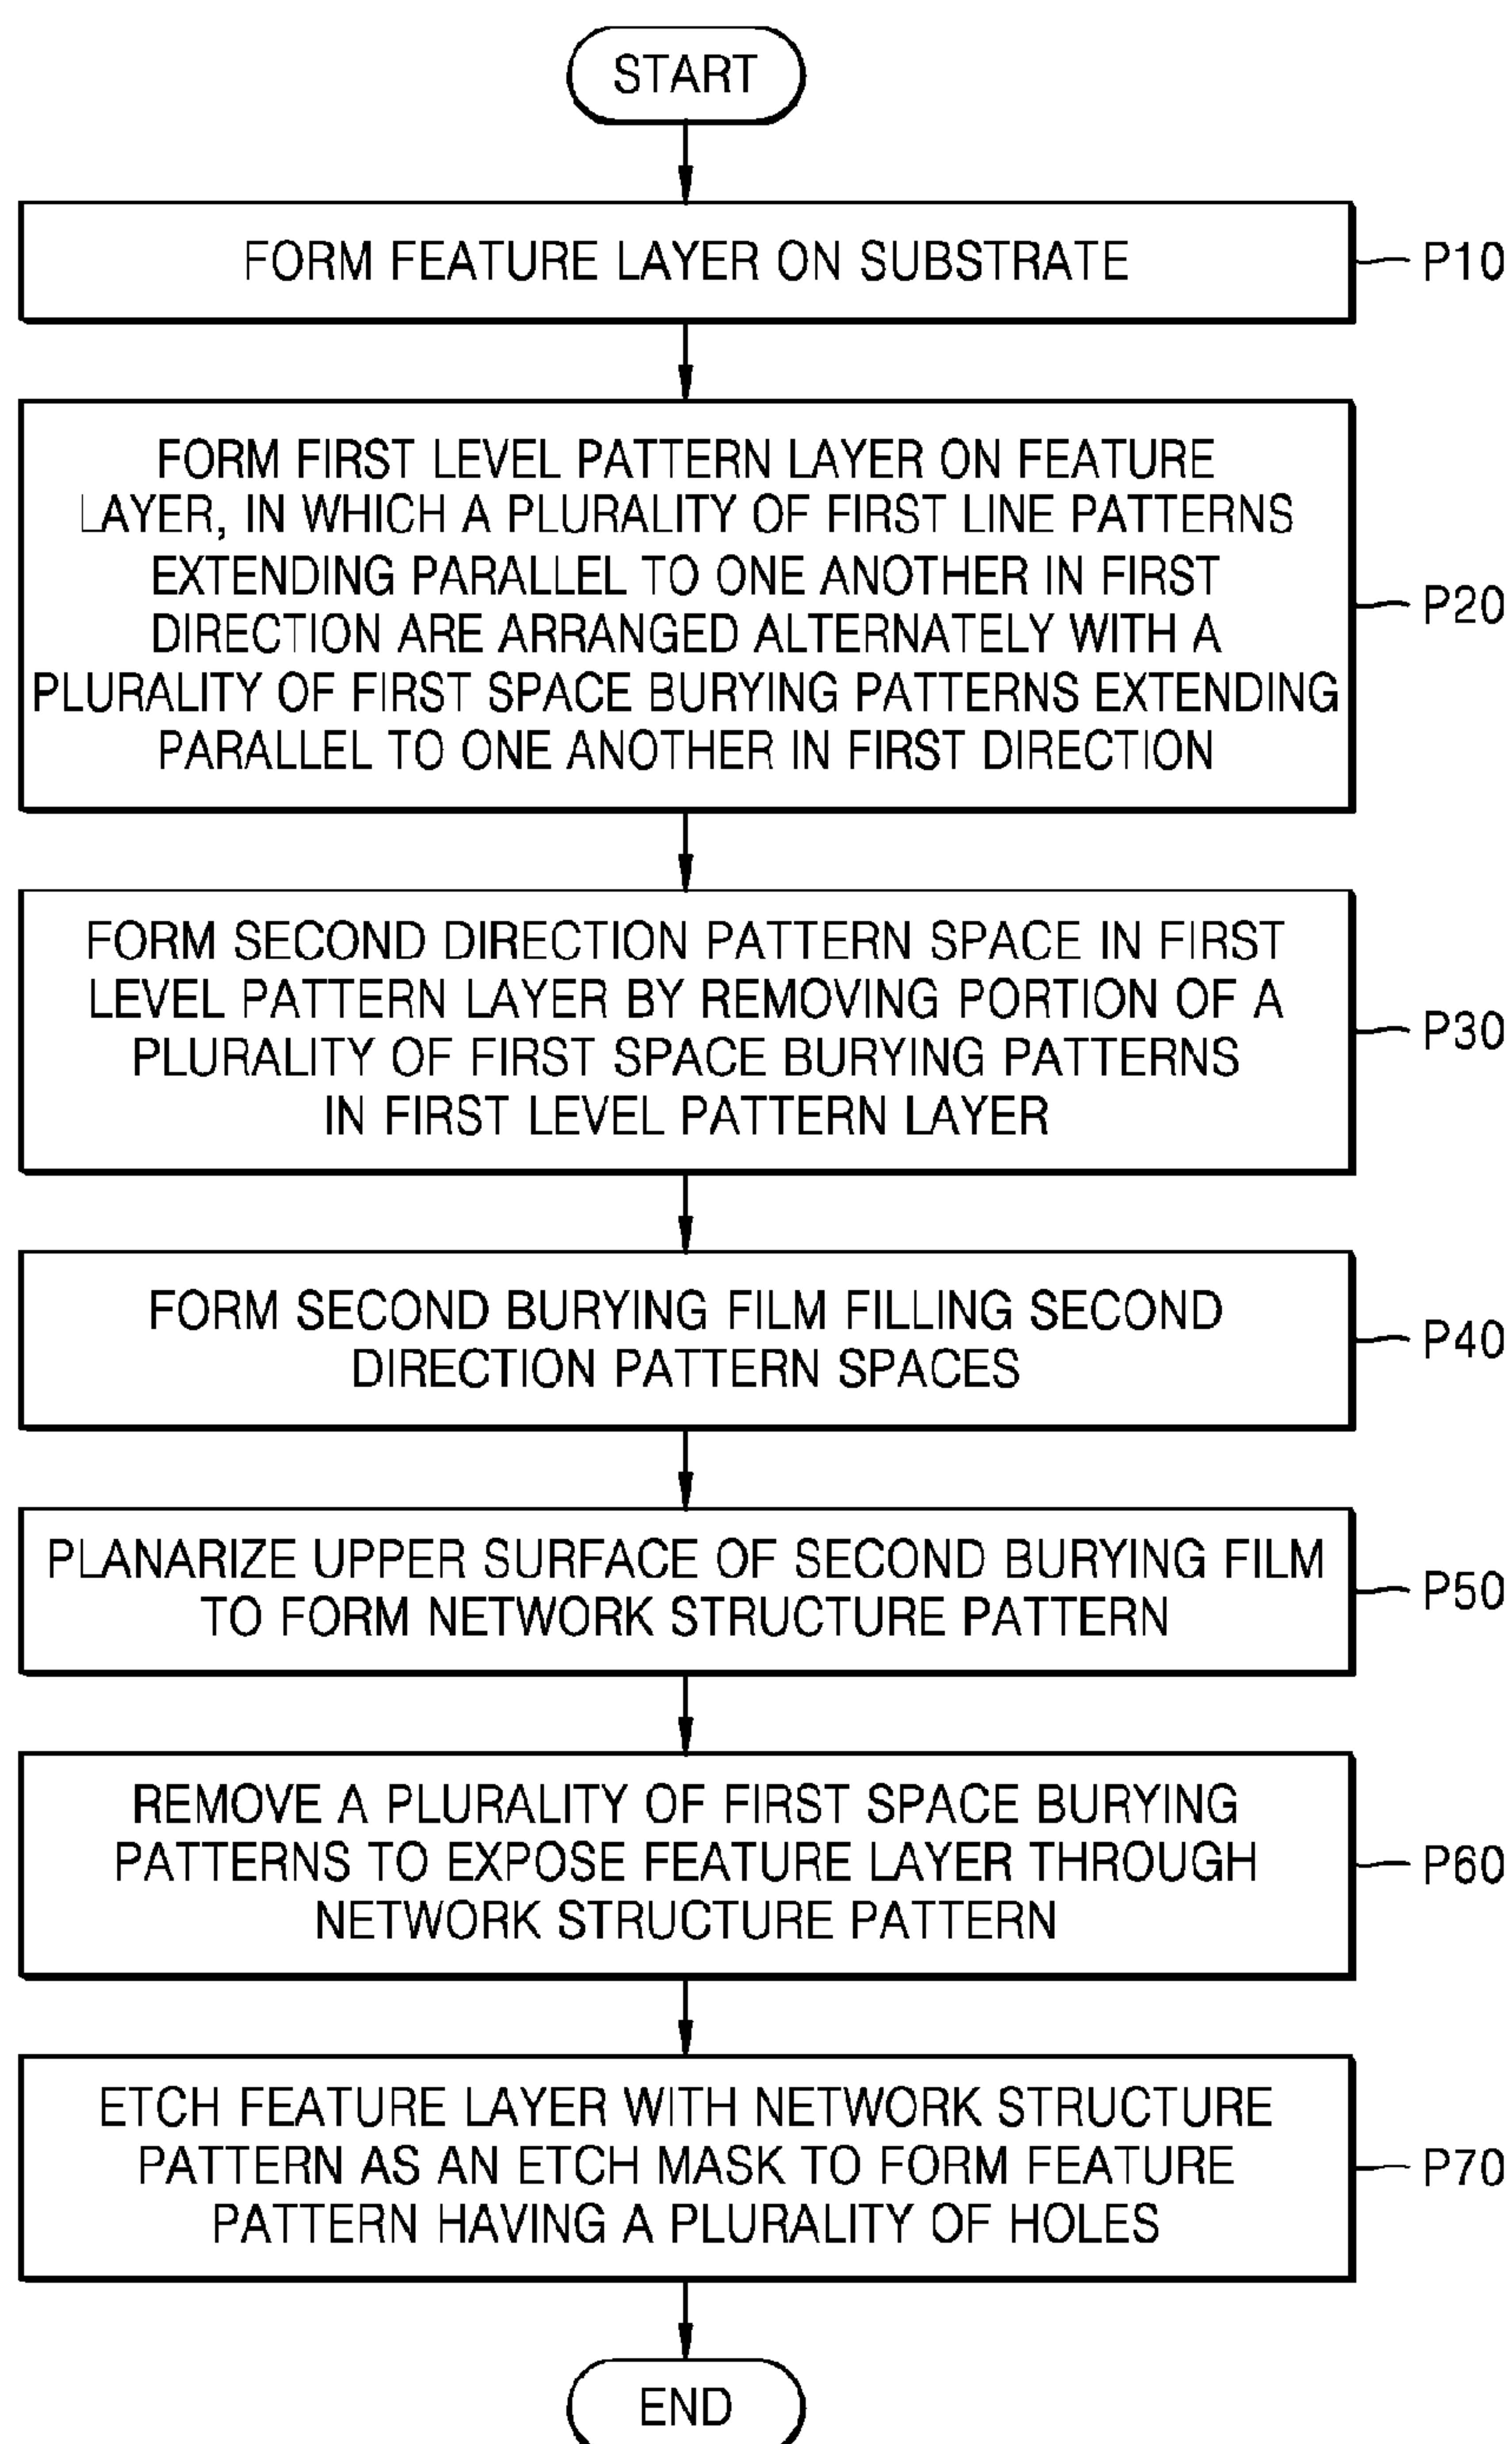 START
FORM FEATURE LAYER ON SUBSTRATE
P10
FORM FIRST LEVEL PATTERN LAYER ON FEATURE
LAYER, IN WHICH A PLURALITY OF FIRST LINE PATTERNS
EXTENDING PARALLEL TO ONE ANOTHER IN FIRST
DIRECTION ARE ARRANGED ALTERNATELY WITH A
PLURALITY OF FIRST SPACE BURYING PATTERNS EXTENDING
PARALLEL TO ONE ANOTHER IN FIRST DIRECTION
P20
FORM SECOND DIRECTION PATTERN SPACE IN FIRST
LEVEL PATTERN LAYER BY REMOVING PORTION OF A
PLURALITY OF FIRST SPACE BURYING PATTERNS
IN FIRST LEVEL PATTERN LAYER
P30
FORM SECOND BURYING FILM FILLING SECOND
DIRECTION PATTERN SPACES
P40
PLANARIZE UPPER SURFACE OF SECOND BURYING FILM
TO FORM NETWORK STRUCTURE PATTERN
P50
REMOVE A PLURALITY OF FIRST SPACE BURYING
PATTERNS TO EXPOSE FEATURE LAYER THROUGH
NETWORK STRUCTURE PATTERN
P60
ETCH FEATURE LAYER WITH NETWORK STRUCTURE
PATTERN AS AN ETCH MASK TO FORM FEATURE
PATTERN HAVING A PLURALITY OF HOLES
P70
END